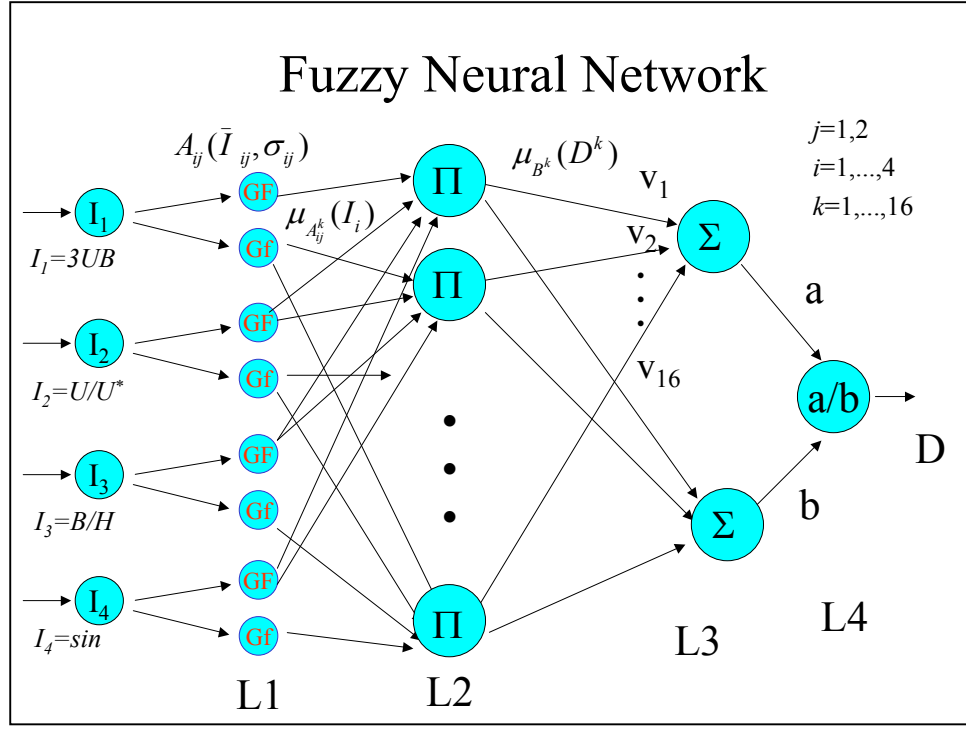 Fuzzy Neural Network
A_ij(Ī_ij, σ_ij)
μ_B^k(D^k)
j=1,2
i=1,...,4
k=1,...,16
I₁
I₁=3UB
GF
Gf
μ_A_ij^k(I_i)
Π
v₁
Σ
I₂
I₂=U/U*
GF
Gf
Π
v₂
⋮
v₁₆
a
a/b
D
I₃
I₃=B/H
GF
Gf
⋮
Σ
b
I₄
I₄=sin
GF
Gf
Π
L1
L2
L3
L4